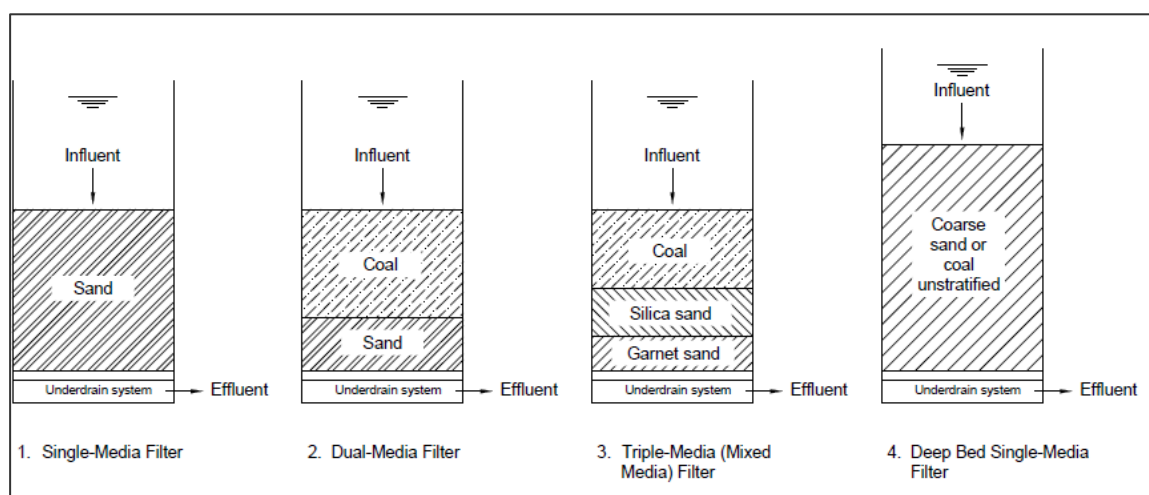 Influent
Sand
Underdrain system
Effluent
1. Single-Media Filter
Influent
Coal
Sand
Underdrain system
Effluent
2. Dual-Media Filter
Influent
Coal
Silica sand
Garnet sand
Underdrain system
Effluent
3. Triple-Media (Mixed
Media) Filter
Influent
Coarse
sand or
coal
unstratified
Underdrain system
Effluent
4. Deep Bed Single-Media
Filter